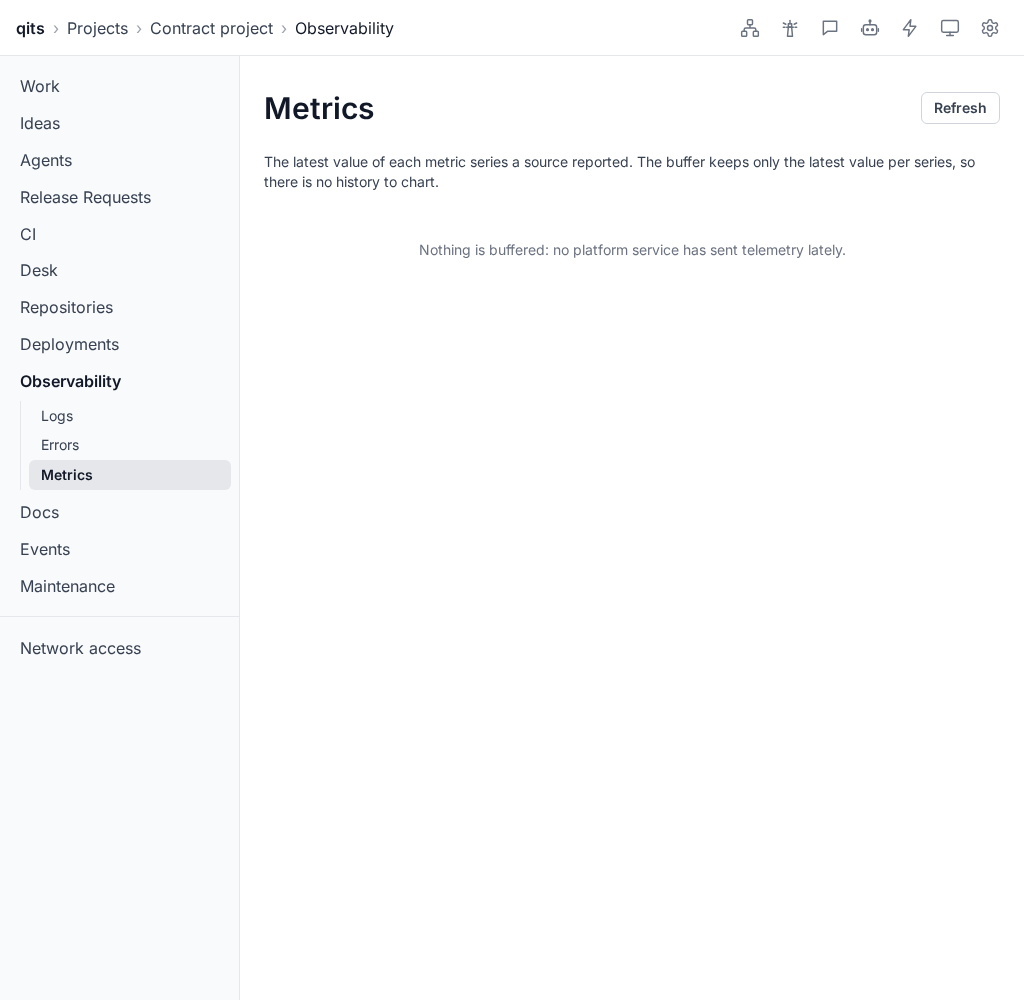 qits › Projects › Contract project › Observability
Work
Ideas
Agents
Release Requests
CI
Desk
Repositories
Deployments
Observability
Logs
Errors
Metrics
Docs
Events
Maintenance
Network access
Metrics
Refresh
The latest value of each metric series a source reported. The buffer keeps only the latest value per series, so
there is no history to chart.
Nothing is buffered: no platform service has sent telemetry lately.